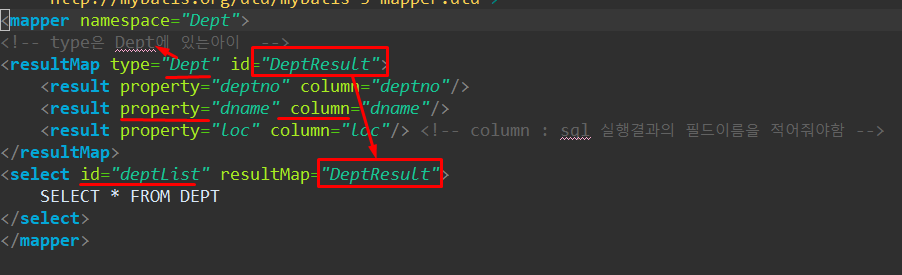 http://mybatis.org/dtd/mybatis-3-mapper.dtd">
<mapper namespace="Dept">
<!-- type은 Dept에 있는아이 -->
<resultMap type="Dept" id="DeptResult">
<result property="deptno" column="deptno"/>
<result property="dname" column="dname"/>
<result property="loc" column="loc"/> <!-- column : sql 실행결과의 필드이름을 적어줘야함 -->
</resultMap>
<select id="deptList" resultMap="DeptResult">
SELECT * FROM DEPT
</select>
</mapper>